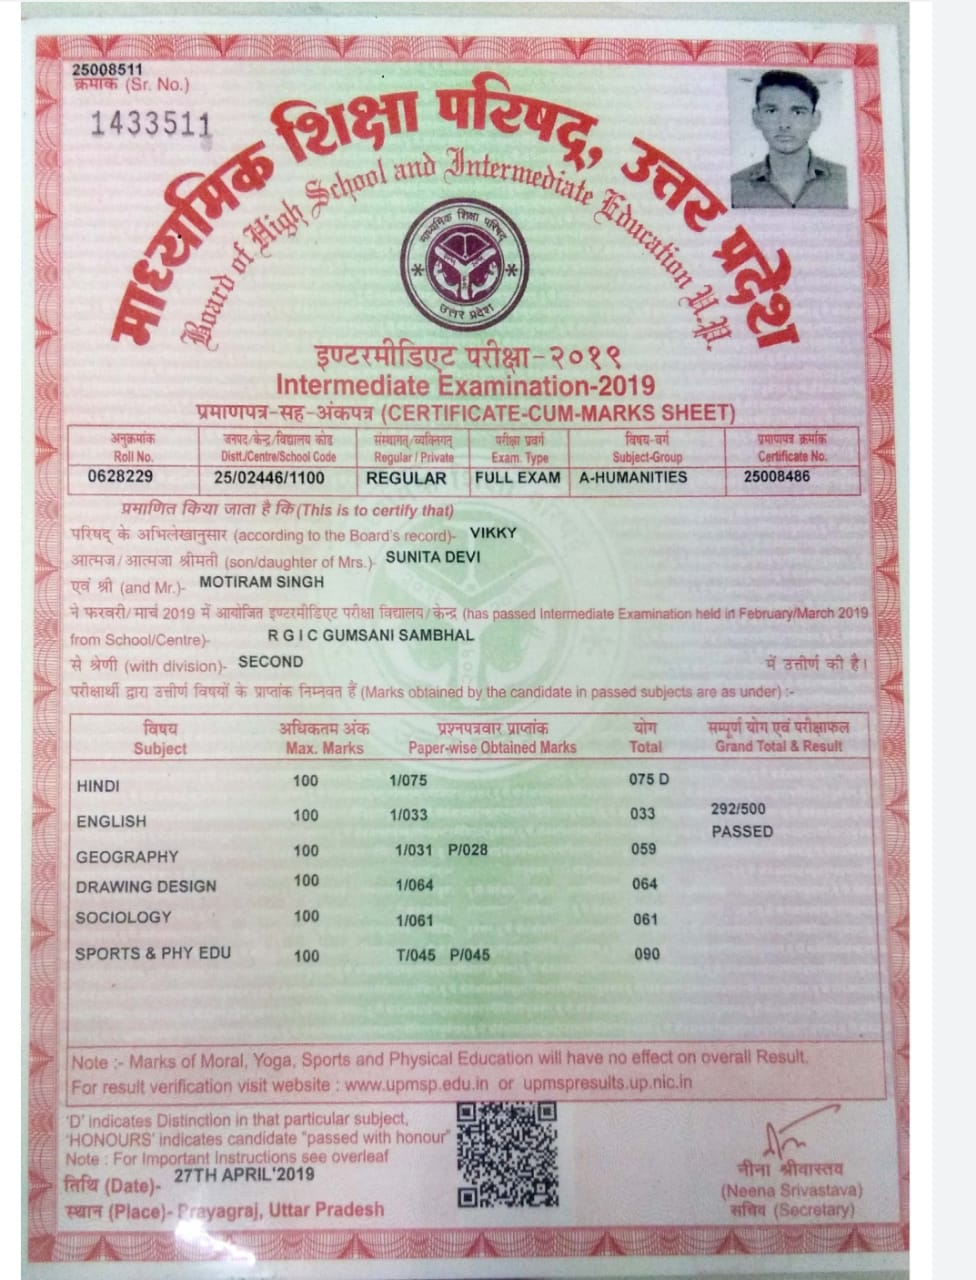 25008511
क्रमांक (Sr. No.)
1433511
माध्यमिक शिक्षा परिषद्, उत्तर प्रदेश
Board of High School and Intermediate Education U.P.
माध्यमिक शिक्षा परिषद्
उत्तर प्रदेश
इण्टरमीडिएट परीक्षा-२०१९
Intermediate Examination-2019
प्रमाणपत्र-सह-अंकपत्र (CERTIFICATE-CUM-MARKS SHEET)
अनुक्रमांक जनपद/केन्द्र/विद्यालय कोड संस्थागत/व्यक्तिगत परीक्षा प्रवर्ग विषय-वर्ग प्रमाणपत्र क्रमांक
Roll No. Distt./Centre/School Code Regular / Private Exam. Type Subject-Group Certificate No.
0628229 25/02446/1100 REGULAR FULL EXAM A-HUMANITIES 25008486
प्रमाणित किया जाता है कि (This is to certify that)
परिषद् के अभिलेखानुसार (according to the Board's record)- VIKKY
आत्मज/आत्मजा श्रीमती (son/daughter of Mrs.)- SUNITA DEVI
एवं श्री (and Mr.)- MOTIRAM SINGH
ने फरवरी/मार्च 2019 में आयोजित इण्टरमीडिएट परीक्षा विद्यालय/केन्द्र (has passed Intermediate Examination held in February/March 2019
from School/Centre)- R G I C GUMSANI SAMBHAL
से श्रेणी (with division)- SECOND में उत्तीर्ण की है।
परीक्षार्थी द्वारा उत्तीर्ण विषयों के प्राप्तांक निम्नवत हैं (Marks obtained by the candidate in passed subjects are as under) :-
विषय अधिकतम अंक प्रश्नपत्रवार प्राप्तांक योग सम्पूर्ण योग एवं परीक्षाफल
Subject Max. Marks Paper-wise Obtained Marks Total Grand Total & Result
HINDI 100 1/075 075 D
ENGLISH 100 1/033 033 292/500
PASSED
GEOGRAPHY 100 1/031 P/028 059
DRAWING DESIGN 100 1/064 064
SOCIOLOGY 100 1/061 061
SPORTS & PHY EDU 100 T/045 P/045 090
Note :- Marks of Moral, Yoga, Sports and Physical Education will have no effect on overall Result.
For result verification visit website : www.upmsp.edu.in or upmspresults.up.nic.in
'D' Indicates Distinction in that particular subject,
'HONOURS' indicates candidate "passed with honour"
Note : For Important Instructions see overleaf
तिथि (Date)- 27TH APRIL'2019
स्थान (Place)- Prayagraj, Uttar Pradesh
नीना श्रीवास्तव
(Neena Srivastava)
सचिव (Secretary)